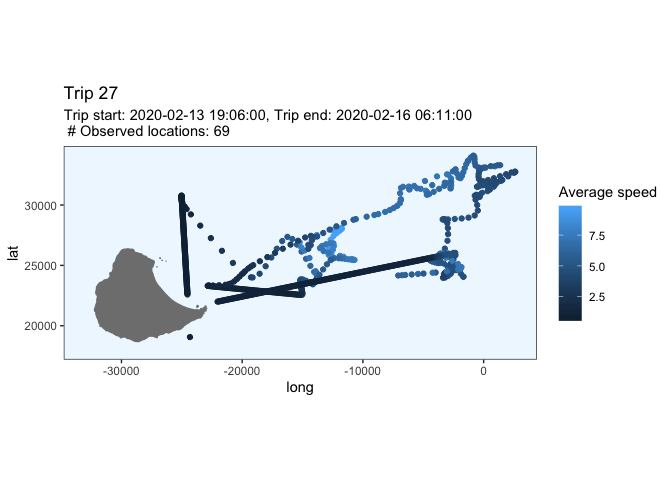 Trip 27
Trip start: 2020-02-13 19:06:00, Trip end: 2020-02-16 06:11:00
# Observed locations: 69
Average speed
7.5
5.0
2.5
lat
30000
25000
20000
-30000
-20000
-10000
0
long